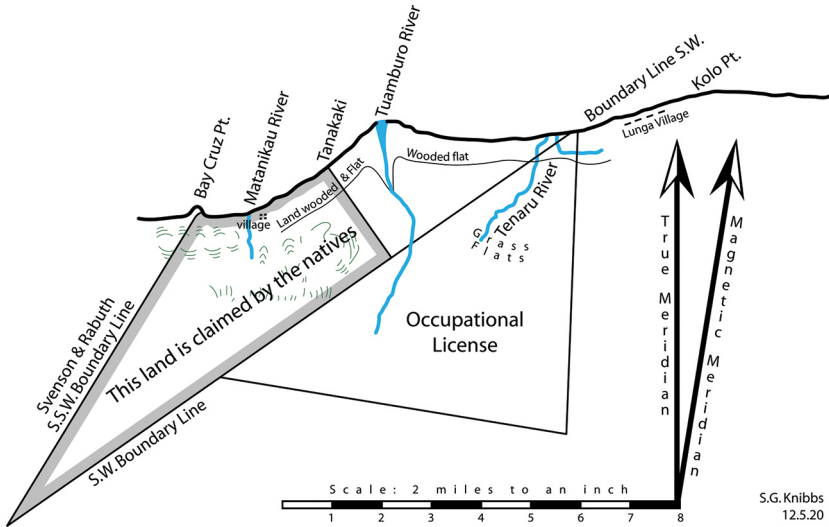 Bay Cruz Pt.
Matanikau River
Tanakaki
Tuamburo River
Boundary Line S.W.
Kolo Pt.
Lunga Village
Wooded flat
Land wooded & Flat
village
Tenaru River
Grass
Flats
This land is claimed by the natives
Svenson & Rabuth
S.S.W. Boundary Line
S.W. Boundary Line
Occupational
License
True Meridian
Magnetic Meridian
Scale: 2 miles to an inch
1 2 3 4 5 6 7 8
S.G. Knibbs
12.5.20